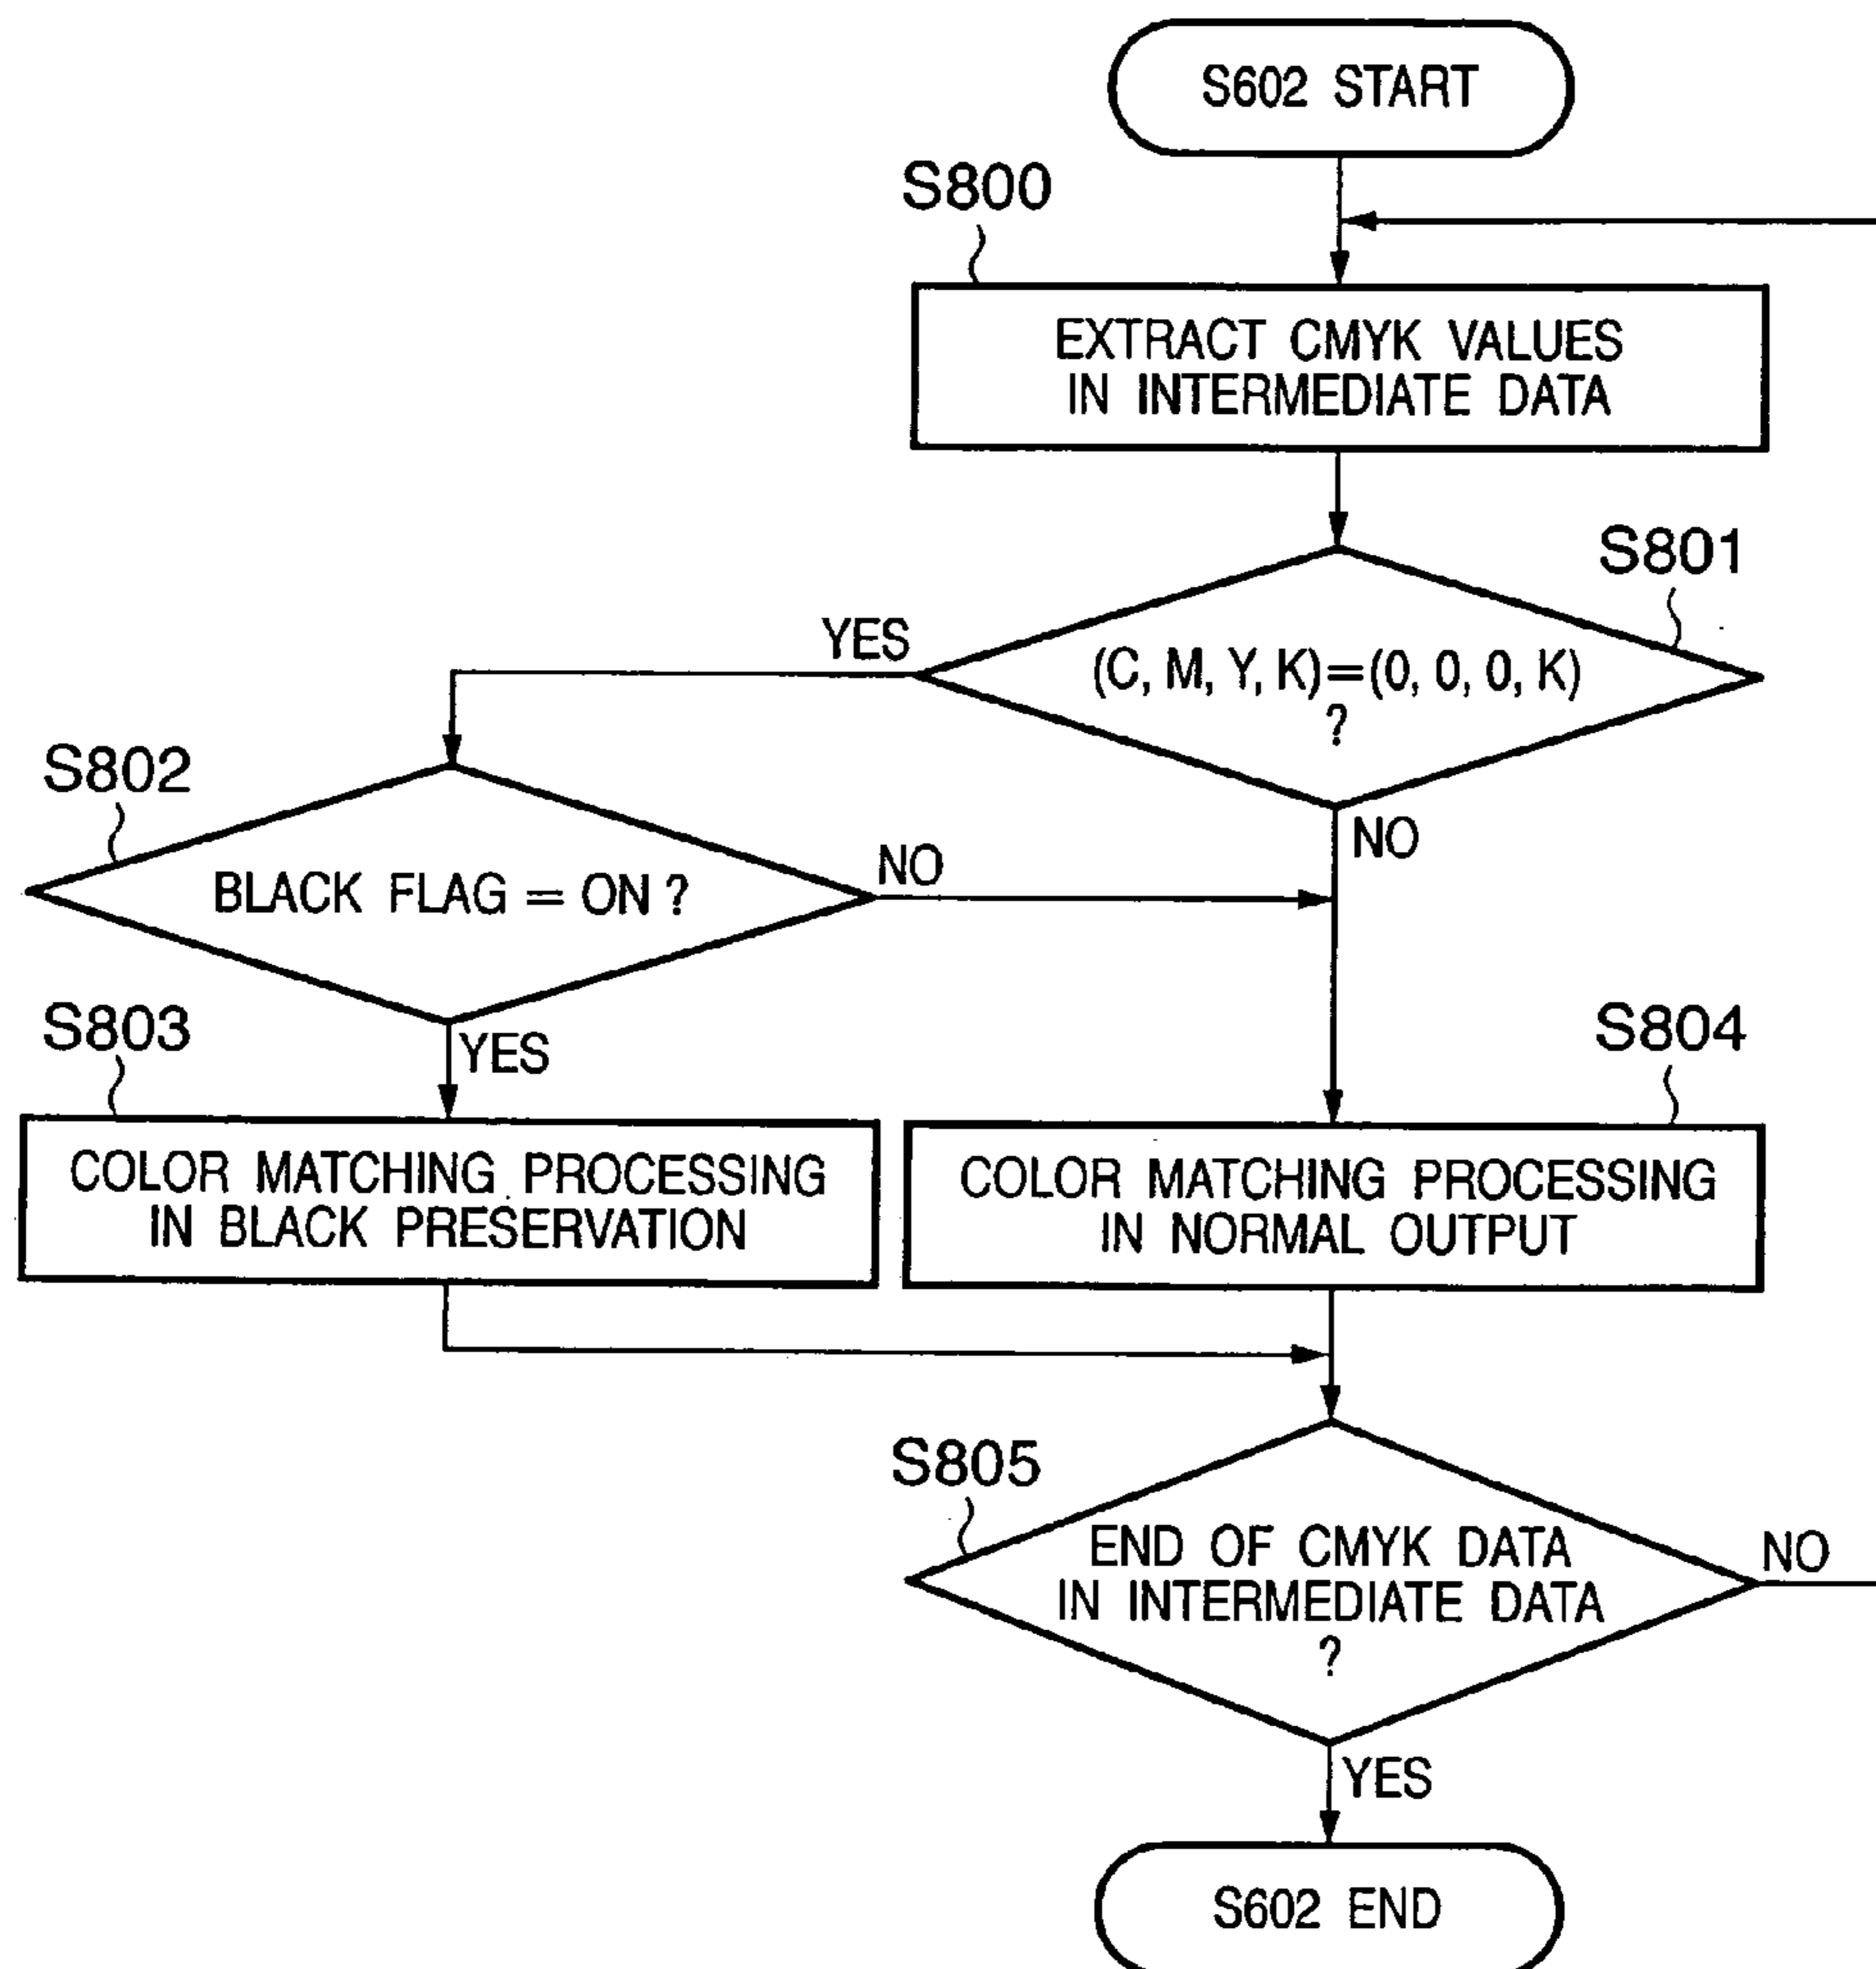 S602 START
S800
EXTRACT CMYK VALUES
IN INTERMEDIATE DATA
S801
YES
(C, M, Y, K)=(0, 0, 0, K)
?
NO
S802
BLACK FLAG = ON ?
NO
YES
S803
COLOR MATCHING PROCESSING
IN BLACK PRESERVATION
S804
COLOR MATCHING PROCESSING
IN NORMAL OUTPUT
S805
END OF CMYK DATA
IN INTERMEDIATE DATA
?
NO
YES
S602 END